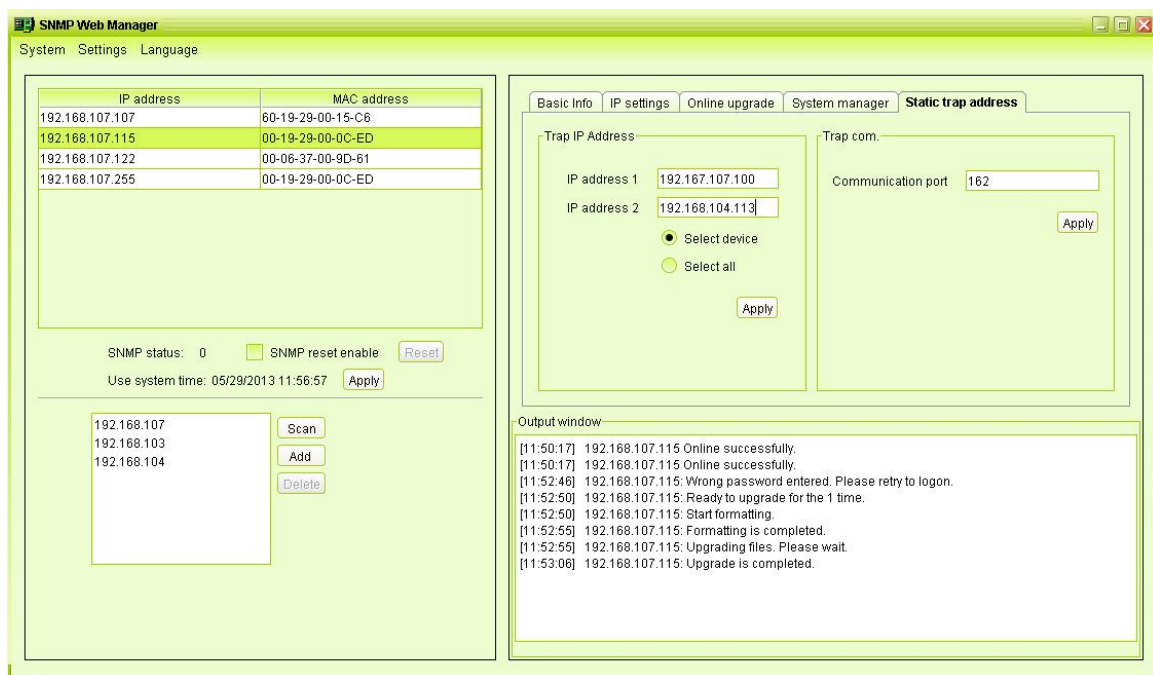 SNMP Web Manager
System Settings Language
IP address MAC address
192.168.107.107 60-19-29-00-15-C6
192.168.107.115 00-19-29-00-0C-ED
192.168.107.122 00-06-37-00-9D-61
192.168.107.255 00-19-29-00-0C-ED
SNMP status: 0 SNMP reset enable Reset
Use system time: 05/29/2013 11:56:57 Apply
192.168.107
192.168.103
192.168.104
Scan
Add
Delete
Basic Info IP settings Online upgrade System manager Static trap address
Trap IP Address
IP address 1 192.167.107.100
IP address 2 192.168.104.113
Select device
Select all
Apply
Trap com.
Communication port 162
Apply
Output window
[11:50:17] 192.168.107.115 Online successfully.
[11:50:17] 192.168.107.115 Online successfully.
[11:52:46] 192.168.107.115: Wrong password entered. Please retry to logon.
[11:52:50] 192.168.107.115: Ready to upgrade for the 1 time.
[11:52:50] 192.168.107.115: Start formatting.
[11:52:55] 192.168.107.115: Formatting is completed.
[11:52:55] 192.168.107.115: Upgrading files. Please wait.
[11:53:06] 192.168.107.115: Upgrade is completed.